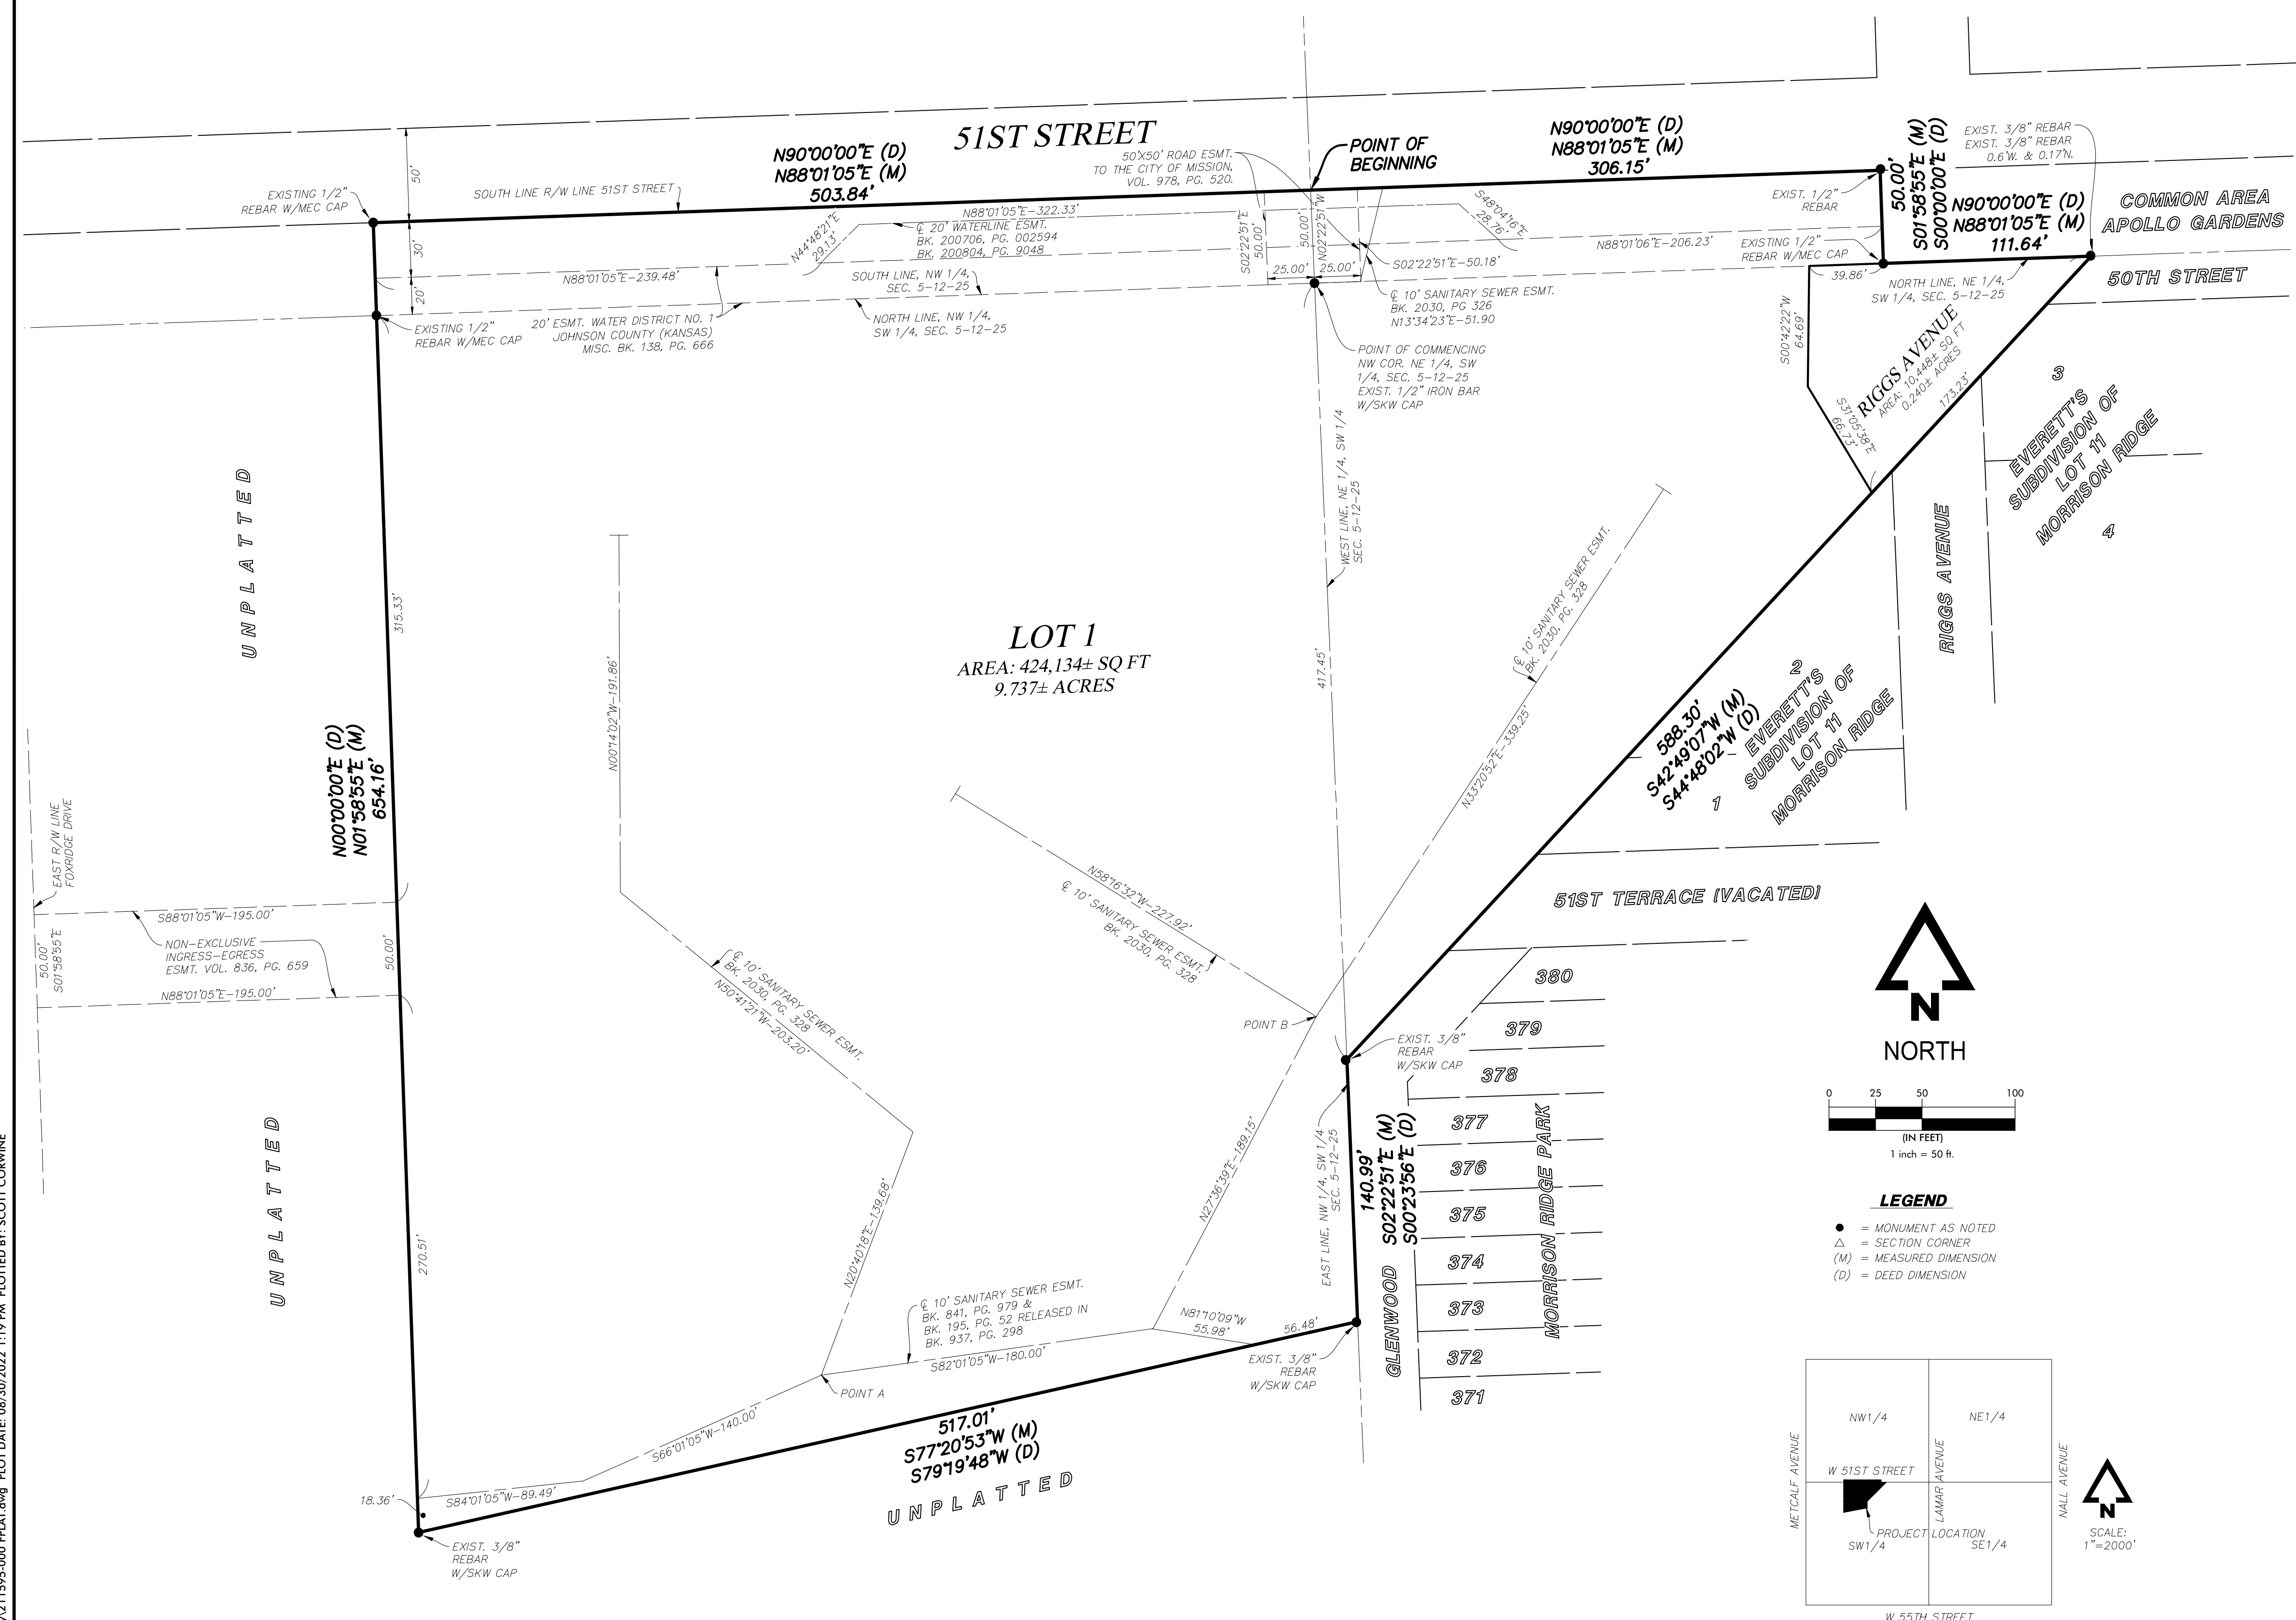 51ST STREET
N90°00'00"E (D)
N88°01'05"E (M)
503.84'
POINT OF
BEGINNING
N90°00'00"E (D)
N88°01'05"E (M)
306.15'
50'X50' ROAD ESMT.
TO THE CITY OF MISSION,
VOL. 978, PG. 520.
50.00'
S01°58'55"E (M)
S00°00'00"E (D)
EXIST. 3/8" REBAR
EXIST. 3/8" REBAR
0.6'W. & 0.17'N.
EXISTING 1/2"
REBAR W/MEC CAP
50'
SOUTH LINE R/W LINE 51ST STREET
EXIST. 1/2"
REBAR
N90°00'00"E (D)
N88°01'05"E (M)
111.64'
COMMON AREA
APOLLO GARDENS
50TH STREET
30'
20'
N88°01'05"E-239.48'
N44°48'21"E
29.13'
N88°01'05"E-322.33'
℄ 20' WATERLINE ESMT.
BK. 200706, PG. 002594
BK. 200804, PG. 9048
SOUTH LINE, NW 1/4,
SEC. 5-12-25
S02°22'51"E
50.00'
50.00'
N02°22'51"W
25.00'
25.00'
S48°04'16"E
28.76'
S02°22'51"E-50.18'
N88°01'06"E-206.23'
EXISTING 1/2"
REBAR W/MEC CAP
39.86'
NORTH LINE, NE 1/4,
SW 1/4, SEC. 5-12-25
℄ 10' SANITARY SEWER ESMT.
BK. 2030, PG 326
N13°34'23"E-51.90
EXISTING 1/2"
REBAR W/MEC CAP
20' ESMT. WATER DISTRICT NO. 1
JOHNSON COUNTY (KANSAS)
MISC. BK. 138, PG. 666
NORTH LINE, NW 1/4,
SW 1/4, SEC. 5-12-25
POINT OF COMMENCING
NW COR. NE 1/4, SW
1/4, SEC. 5-12-25
EXIST. 1/2" IRON BAR
W/SKW CAP
S00°42'22"W
64.69'
S31°05'38"E
66.73'
RIGGS AVENUE
AREA: 10,448± SQ FT
0.240± ACRES
173.23'
3
EVERETT'S
SUBDIVISION OF
LOT 11
MORRISON RIDGE
4
UNPLATTED
315.33'
WEST LINE, NE 1/4, SW 1/4
SEC. 5-12-25
417.45'
RIGGS AVENUE
LOT 1
AREA: 424,134± SQ FT
9.737± ACRES
N00°14'02"W-191.86'
℄ 10' SANITARY SEWER ESMT.
BK. 2030, PG. 328
N33°20'52"E-339.25'
588.30'
S42°49'07"W (M)
S44°48'02"W (D)
2
EVERETT'S
SUBDIVISION OF
LOT 11
MORRISON RIDGE
1
N00°00'00"E (D)
N01°58'55"E (M)
654.16'
EAST R/W LINE
FOXRIDGE DRIVE
S88°01'05"W-195.00'
NON-EXCLUSIVE
INGRESS-EGRESS
ESMT. VOL. 836, PG. 659
50.00'
S01°58'55"E
50.00'
N88°01'05"E-195.00'
N58°16'32"W-227.92'
℄ 10' SANITARY SEWER ESMT.
BK. 2030, PG. 328
℄ 10' SANITARY SEWER ESMT.
BK. 2030, PG. 328
N50°41'21"W-203.20'
POINT B
51ST TERRACE (VACATED)
EXIST. 3/8"
REBAR
W/SKW CAP
380
379
378
377
376
375
374
373
372
371
MORRISON RIDGE PARK
GLENWOOD
140.99'
S02°22'51"E (M)
S00°23'56"E (D)
EAST LINE, NW 1/4, SW 1/4
SEC. 5-12-25
N27°36'39"E-189.15'
N20°40'18"E-139.68'
UNPLATTED
270.51'
℄ 10' SANITARY SEWER ESMT.
BK. 841, PG. 979 &
BK. 195, PG. 52 RELEASED IN
BK. 937, PG. 298
S82°01'05"W-180.00'
N81°10'09"W
55.98'
56.48'
EXIST. 3/8"
REBAR
W/SKW CAP
POINT A
S66°01'05"W-140.00'
S84°01'05"W-89.49'
18.36'
EXIST. 3/8"
REBAR
W/SKW CAP
517.01'
S77°20'53"W (M)
S79°19'48"W (D)
UNPLATTED
N
NORTH
0 25 50 100
(IN FEET)
1 inch = 50 ft.
LEGEND
● = MONUMENT AS NOTED
△ = SECTION CORNER
(M) = MEASURED DIMENSION
(D) = DEED DIMENSION
NW1/4
NE1/4
METCALF AVENUE
W 51ST STREET
LAMAR AVENUE
NALL AVENUE
PROJECT LOCATION
SW1/4
SE1/4
N
SCALE:
1"=2000'
W 55TH STREET
PLOT DATE: 08/30/2022 1:19 PM PLOTTED BY: SCOTT CORWINE